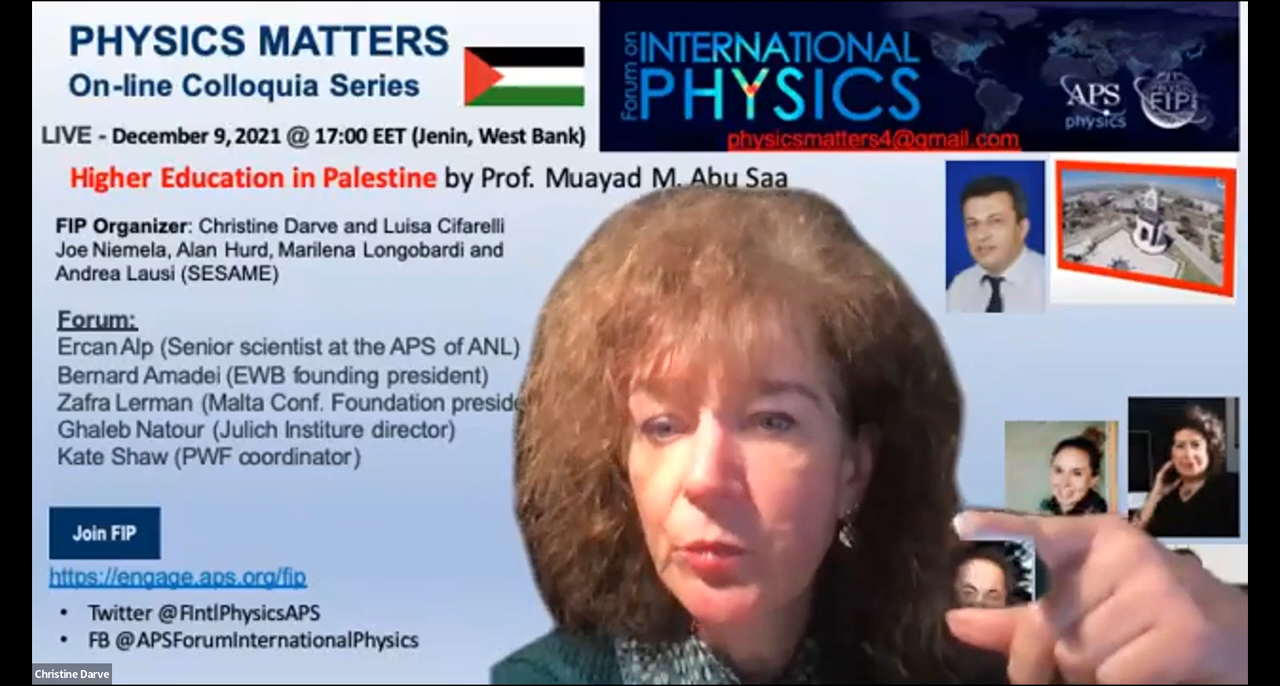 PHYSICS MATTERS
On-line Colloquia Series
LIVE - December 9, 2021 @ 17:00 EET (Jenin, West Bank)
Forum on
INTERNATIONAL
PHYSICS
APS
physics
FIP
physicsmatters4@gmail.com
Higher Education in Palestine by Prof. Muayad M. Abu Saa
FIP Organizer: Christine Darve and Luisa Cifarelli
Joe Niemela, Alan Hurd, Marilena Longobardi and
Andrea Lausi (SESAME)
Forum:
Ercan Alp (Senior scientist at the APS of ANL)
Bernard Amadei (EWB founding president)
Zafra Lerman (Malta Conf. Foundation preside
Ghaleb Natour (Julich Institure director)
Kate Shaw (PWF coordinator)
Join FIP
https://engage.aps.org/fip
• Twitter @FIntlPhysicsAPS
• FB @APSForumInternationalPhysics
Christine Darve